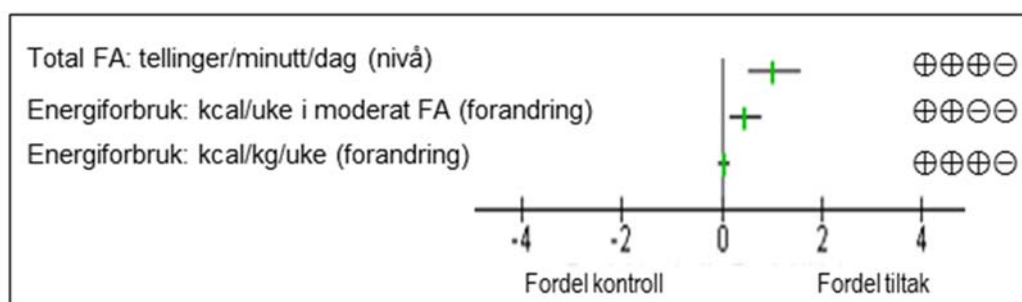 Total FA: tellinger/minutt/dag (nivå) ⊕⊕⊕⊖
Energiforbruk: kcal/uke i moderat FA (forandring) ⊕⊕⊖⊖
Energiforbruk: kcal/kg/uke (forandring) ⊕⊕⊕⊖
-4 -2 0 2 4
Fordel kontroll Fordel tiltak